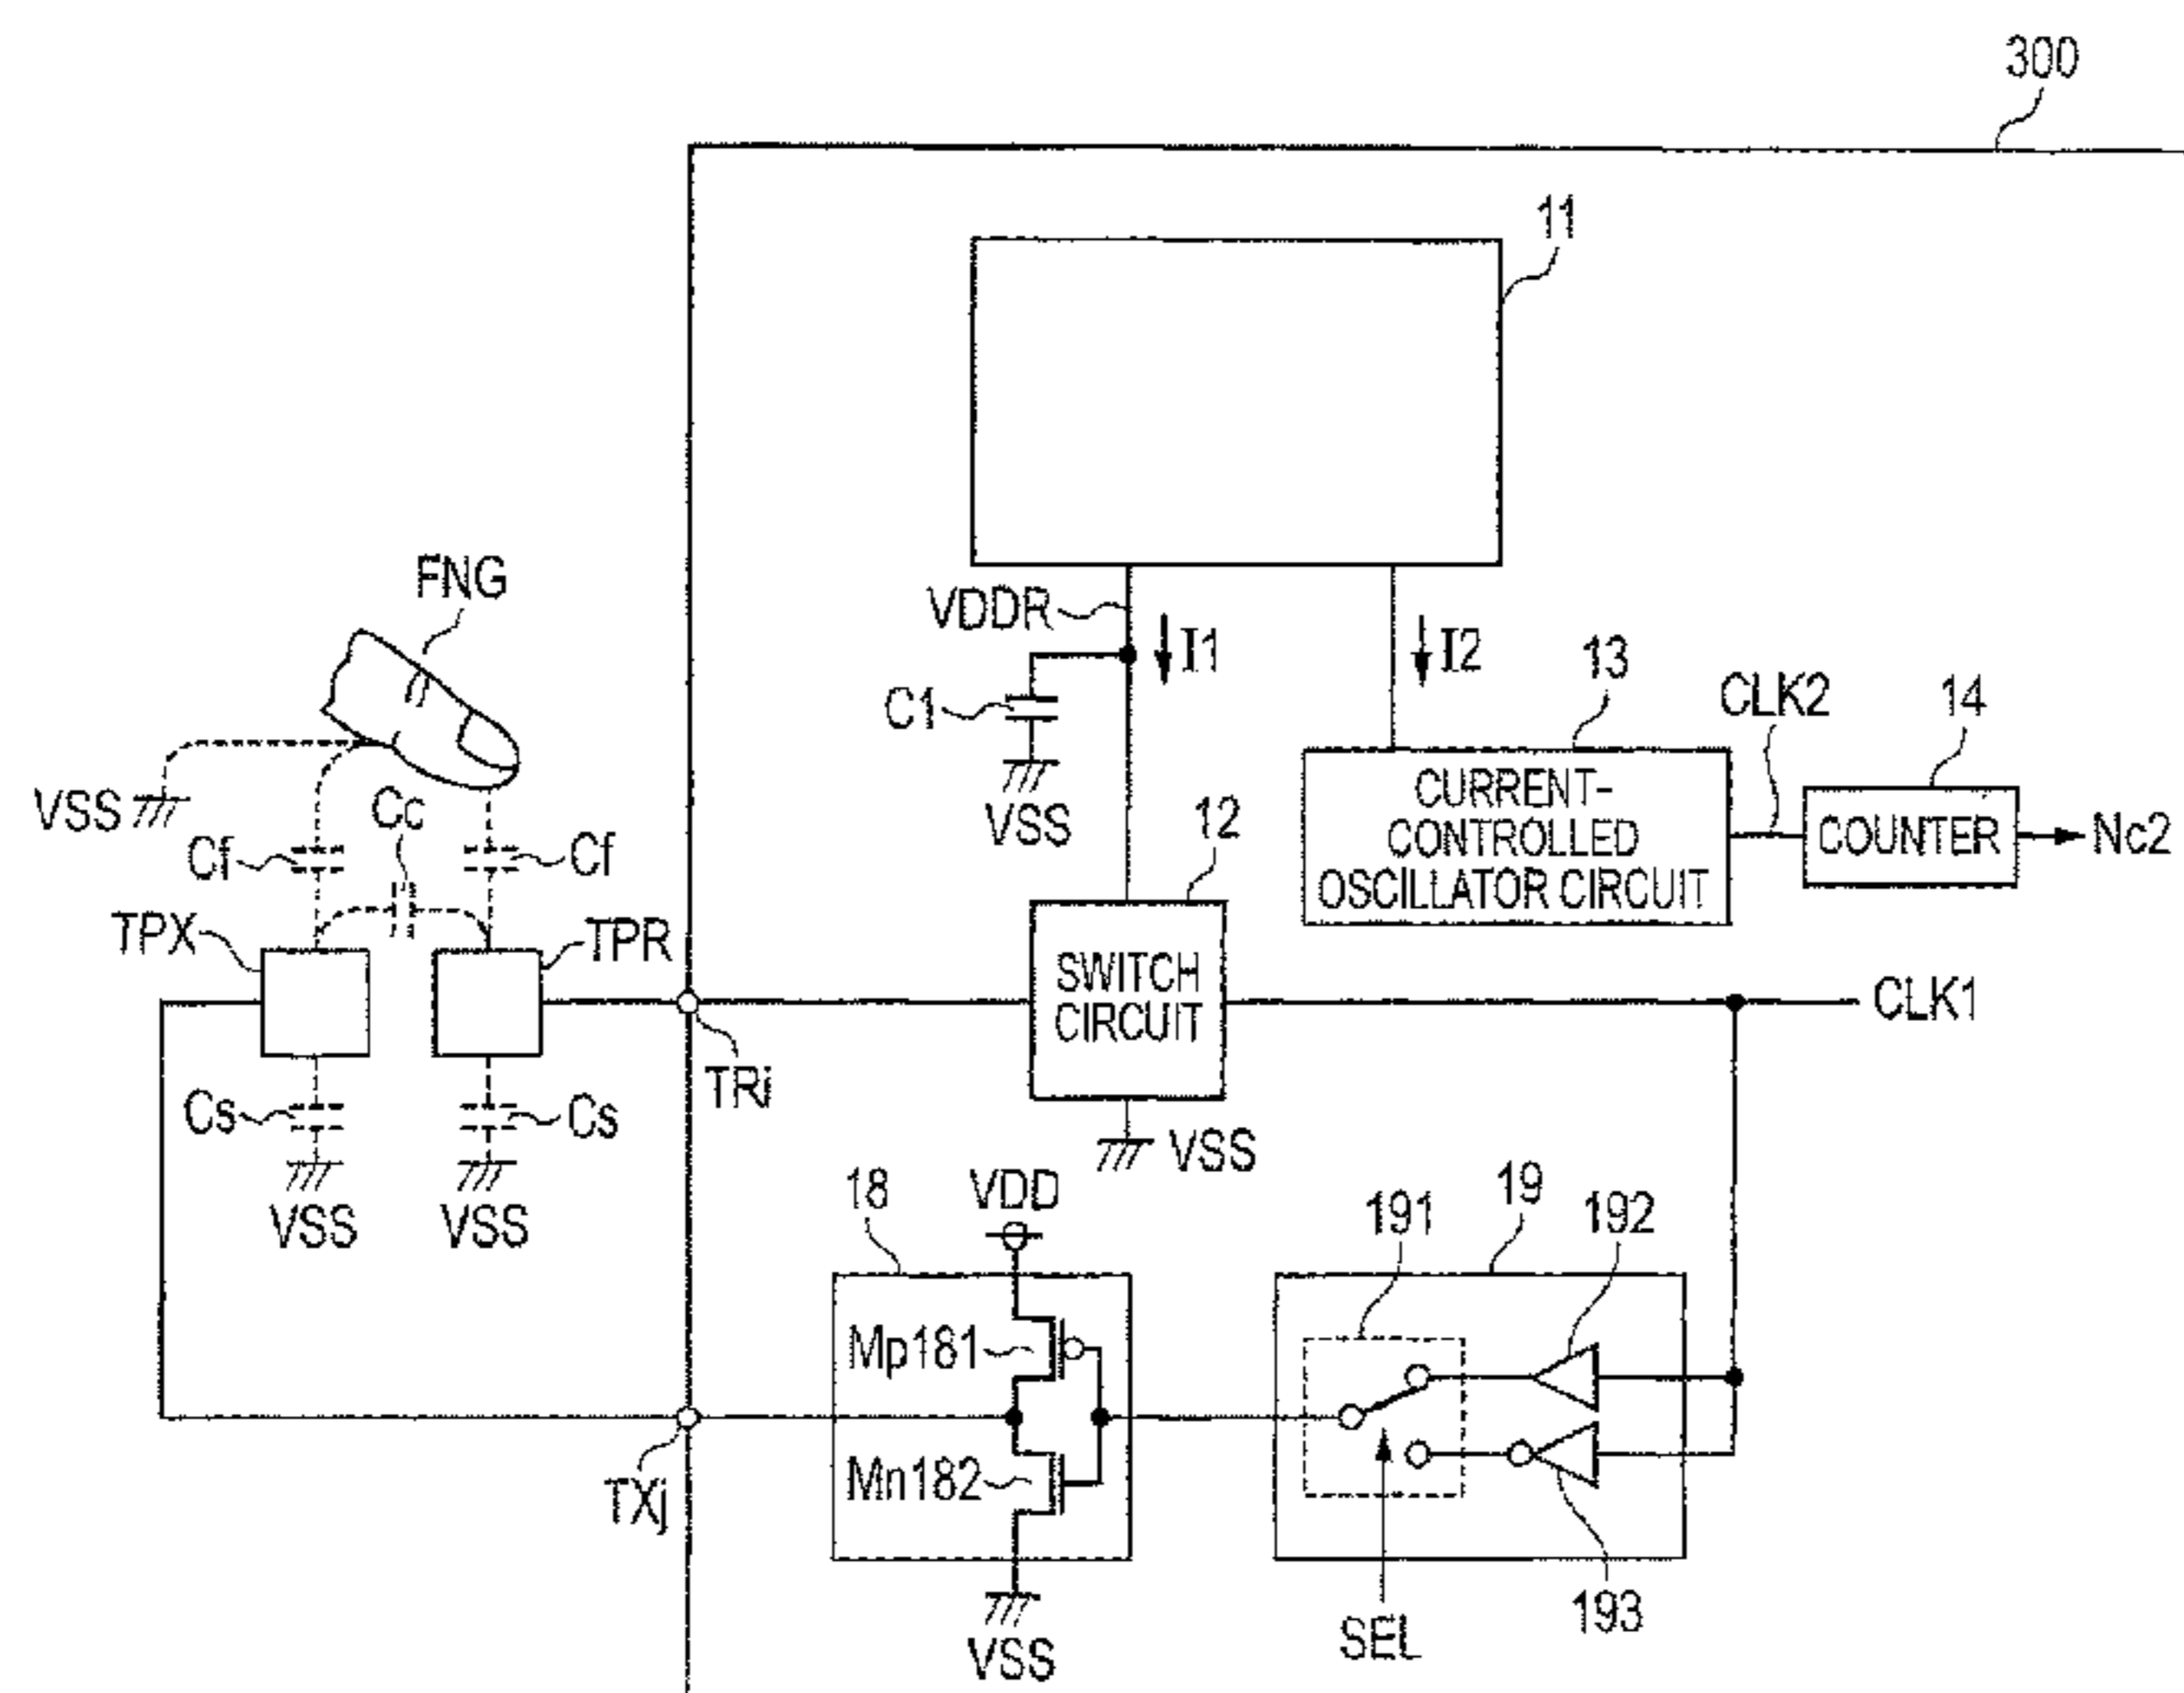 300
11
VDDR
I1
I2
C1
VSS
13
CLK2
14
CURRENT-
CONTROLLED
OSCILLATOR CIRCUIT
COUNTER
Nc2
FNG
VSS
Cf
Cc
Cf
TPX
TPR
Cs
Cs
VSS
VSS
TRi
12
SWITCH
CIRCUIT
VSS
CLK1
18
VDD
Mp181
Mn182
VSS
TXj
191
19
192
193
SEL